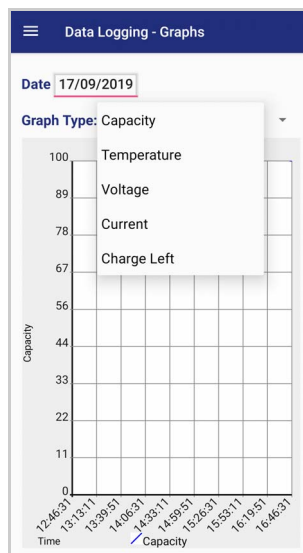 Data Logging - Graphs
Date 17/09/2019
Graph Type: Capacity
Temperature
Voltage
Current
Charge Left
100
89
78
67
56
44
33
22
11
0
Capacity
12:46:31
13:13:11
13:39:51
14:06:31
14:33:11
14:59:51
15:26:31
15:53:11
16:19:51
16:46:31
Time
Capacity